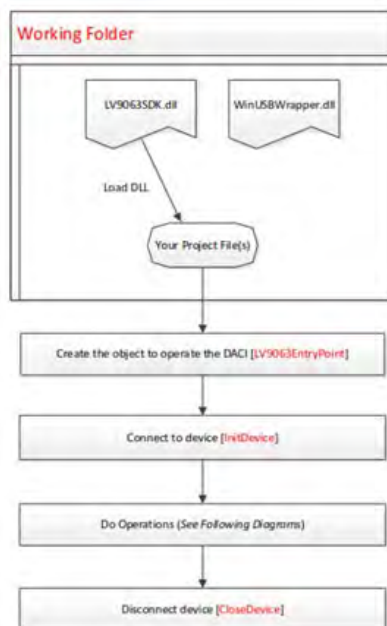 Working Folder
LV9063SDK.dll
WinUSBWrapper.dll
Load DLL
Your Project File(s)
Create the object to operate the DACI [LV9063EntryPoint]
Connect to device [InitDevice]
Do Operations (See Following Diagrams)
Disconnect device [CloseDevice]